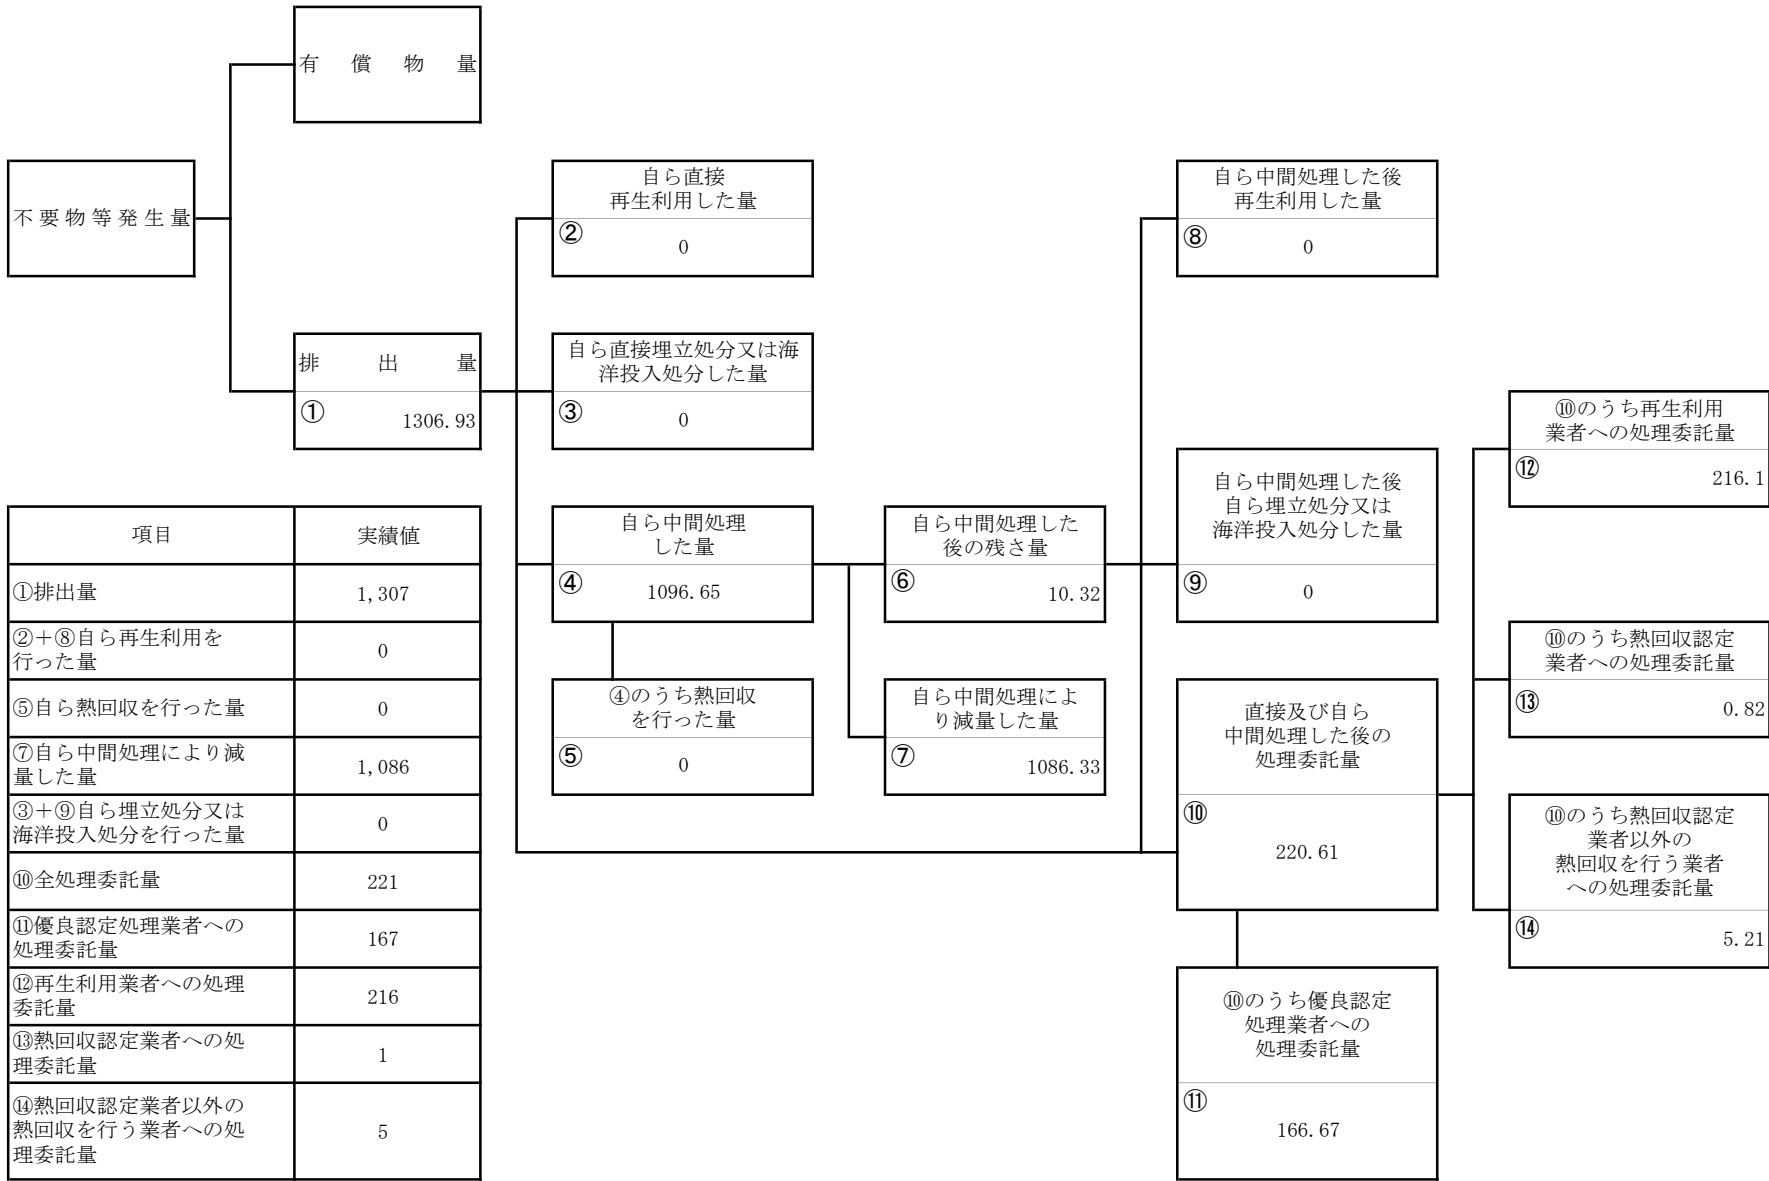 有償物量
不要物等発生量
排出量
①
1306.93
自ら直接
再生利用した量
②
0
自ら直接埋立処分又は海
洋投入処分した量
③
0
自ら中間処理
した量
④
1096.65
④のうち熱回収
を行った量
⑤
0
自ら中間処理した
後の残さ量
⑥
10.32
自ら中間処理によ
り減量した量
⑦
1086.33
自ら中間処理した後
再生利用した量
⑧
0
自ら中間処理した後
自ら埋立処分又は
海洋投入処分した量
⑨
0
直接及び自ら
中間処理した後の
処理委託量
⑩
220.61
⑩のうち優良認定
処理業者への
処理委託量
⑪
166.67
⑩のうち再生利用
業者への処理委託量
⑫
216.1
⑩のうち熱回収認定
業者への処理委託量
⑬
0.82
⑩のうち熱回収認定
業者以外の
熱回収を行う業者
への処理委託量
⑭
5.21
項目 実績値
①排出量 1,307
②+⑧自ら再生利用を
行った量 0
⑤自ら熱回収を行った量 0
⑦自ら中間処理により減
量した量 1,086
③+⑨自ら埋立処分又は
海洋投入処分を行った量 0
⑩全処理委託量 221
⑪優良認定処理業者への
処理委託量 167
⑫再生利用業者への処理
委託量 216
⑬熱回収認定業者への処
理委託量 1
⑭熱回収認定業者以外の
熱回収を行う業者への処
理委託量 5